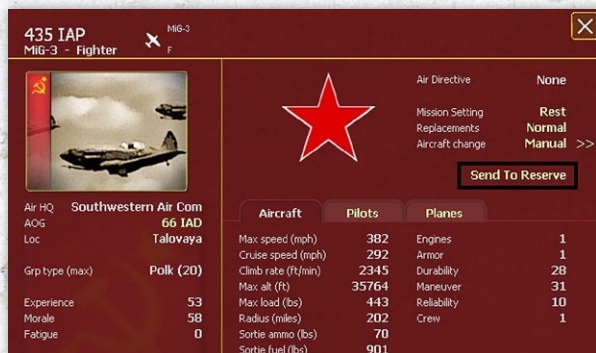 435 IAP
MiG-3 - Fighter
MiG-3
F
Air Directive None
Mission Setting Rest
Replacements Normal
Aircraft change Manual >>
Send To Reserve
Air HQ Southwestern Air Com
AOG 66 IAD
Loc Talovaya
Grp type (max) Polk (20)
Experience 53
Morale 58
Fatigue 0
Aircraft Pilots Planes
Max speed (mph) 382
Cruise speed (mph) 292
Climb rate (ft/min) 2345
Max alt (ft) 35764
Max load (lbs) 443
Radius (miles) 202
Sortie ammo (lbs) 70
Sortie fuel (lbs) 901
Engines 1
Armor 1
Durability 28
Maneuver 31
Reliability 10
Crew 1